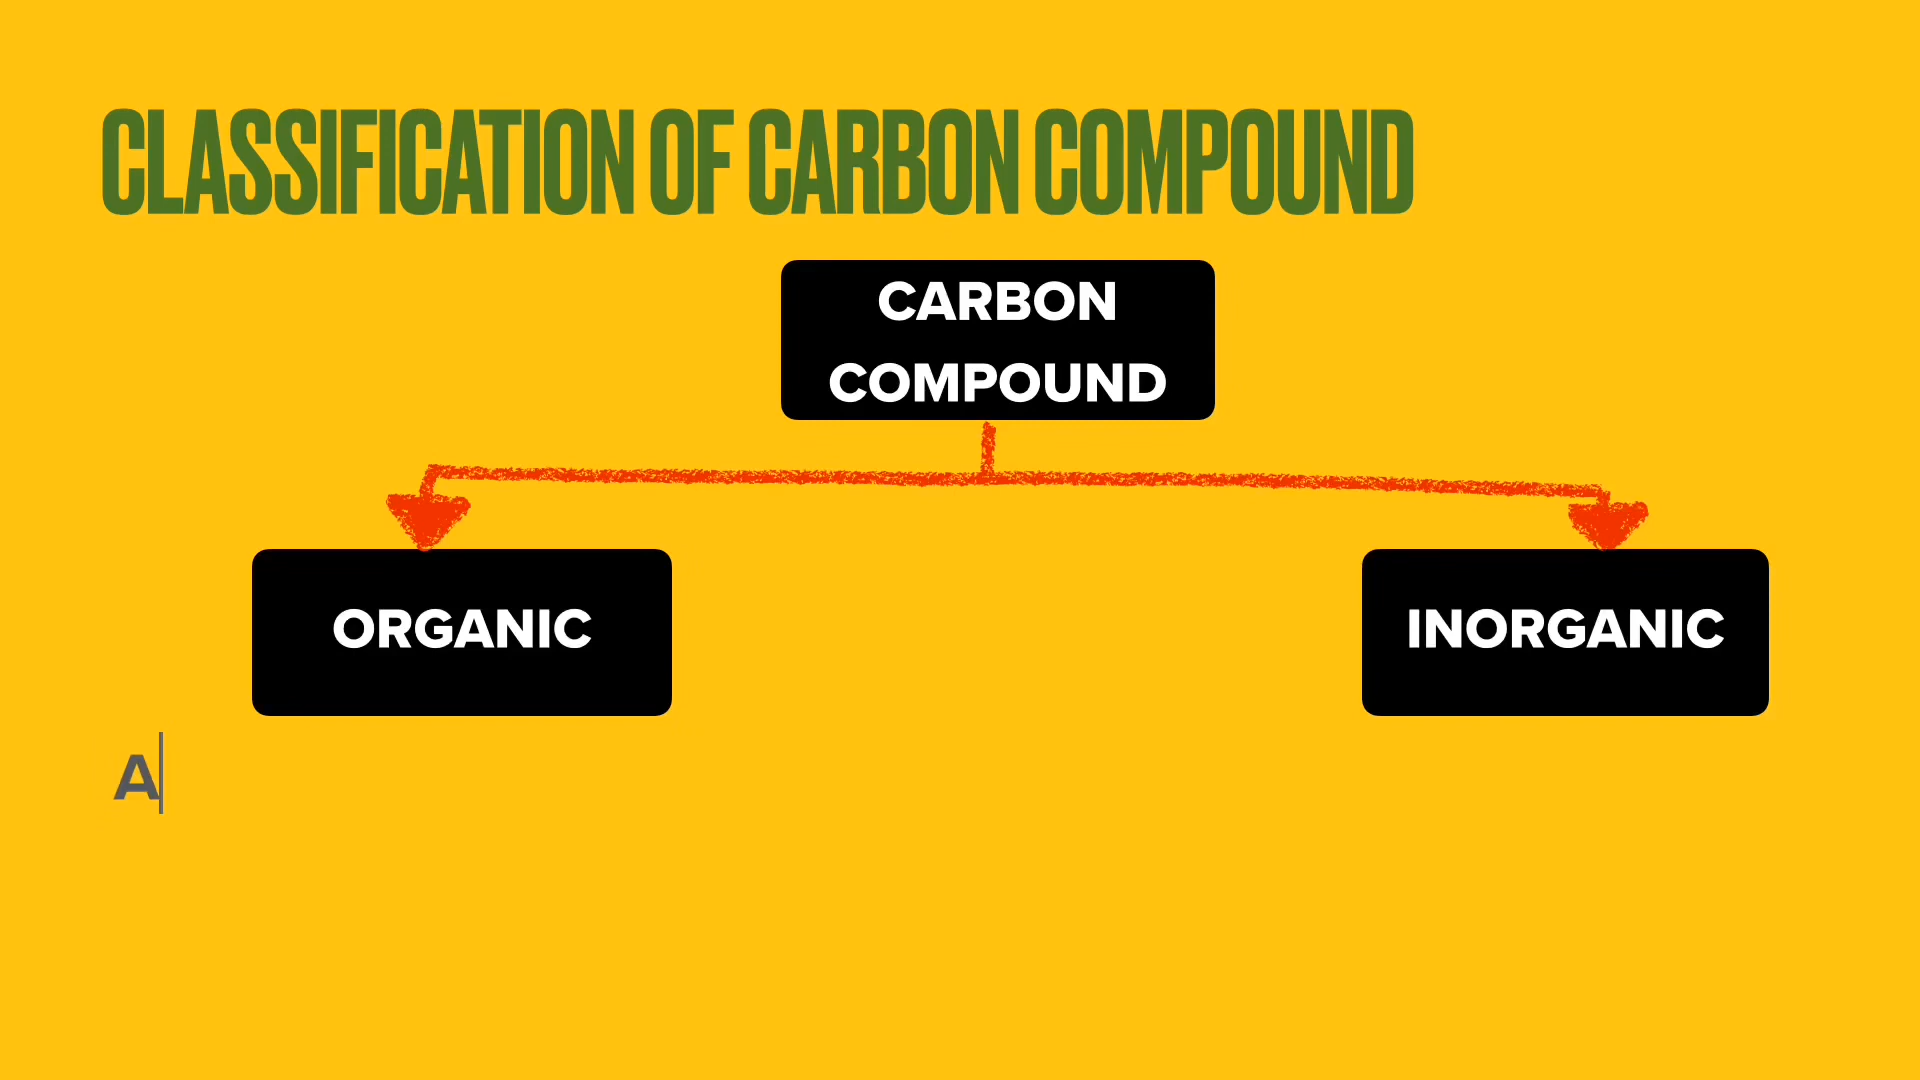 CLASSIFICATION OF CARBON COMPOUND
CARBON
COMPOUND
ORGANIC
INORGANIC
A